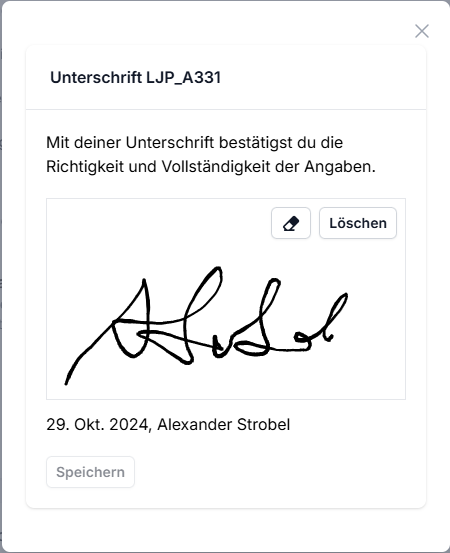 Unterschrift LJP_A331
Mit deiner Unterschrift bestätigst du die
Richtigkeit und Vollständigkeit der Angaben.
Löschen
29. Okt. 2024, Alexander Strobel
Speichern